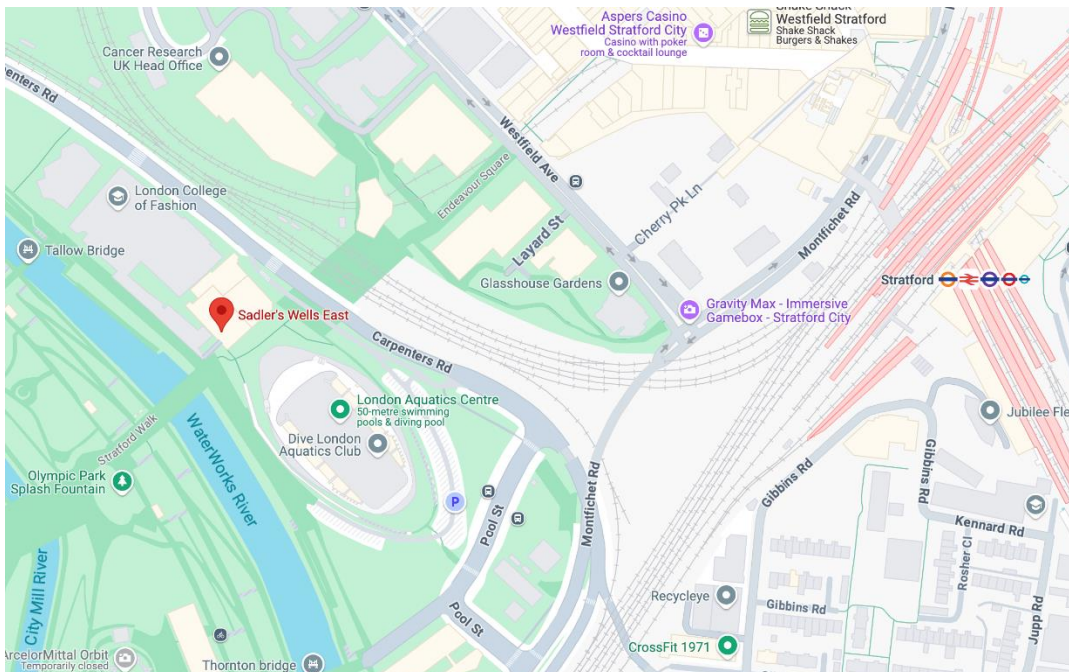 Shake Shack
Westfield Stratford
Shake Shack
Burgers & Shakes
Aspers Casino
Westfield Stratford City
Casino with poker
room & cocktail lounge
Cancer Research
UK Head Office
Carpenters Rd
Westfield Ave
Endeavour Square
London College
of Fashion
Layard St
Cherry Pk Ln
Montfichet Rd
Tallow Bridge
Glasshouse Gardens
Stratford
Gravity Max - Immersive
Gamebox - Stratford City
Sadler's Wells East
Carpenters Rd
London Aquatics Centre
50-metre swimming
pools & diving pool
Dive London
Aquatics Club
Jubilee Fle
Stratford Walk
WaterWorks River
Olympic Park
Splash Fountain
P
Gibbins Rd
Gibbins Rd
Montfichet Rd
Pool St
Kennard Rd
Rosher Cl
City Mill River
Recycleye
Gibbins Rd
Jupp Rd
Pool St
CrossFit 1971
ArcelorMittal Orbit
Temporarily closed
Thornton bridge